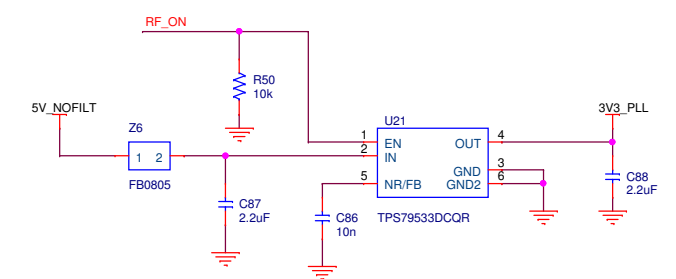 RF_ON
R50
10k
5V_NOFILT
3V3_PLL
Z6
U21
1 2
FB0805
1 EN
OUT 4
2 IN
GND 3
5 NR/FB
GND2 6
C88
2.2uF
C87
2.2uF
C86
10n
TPS79533DCQR